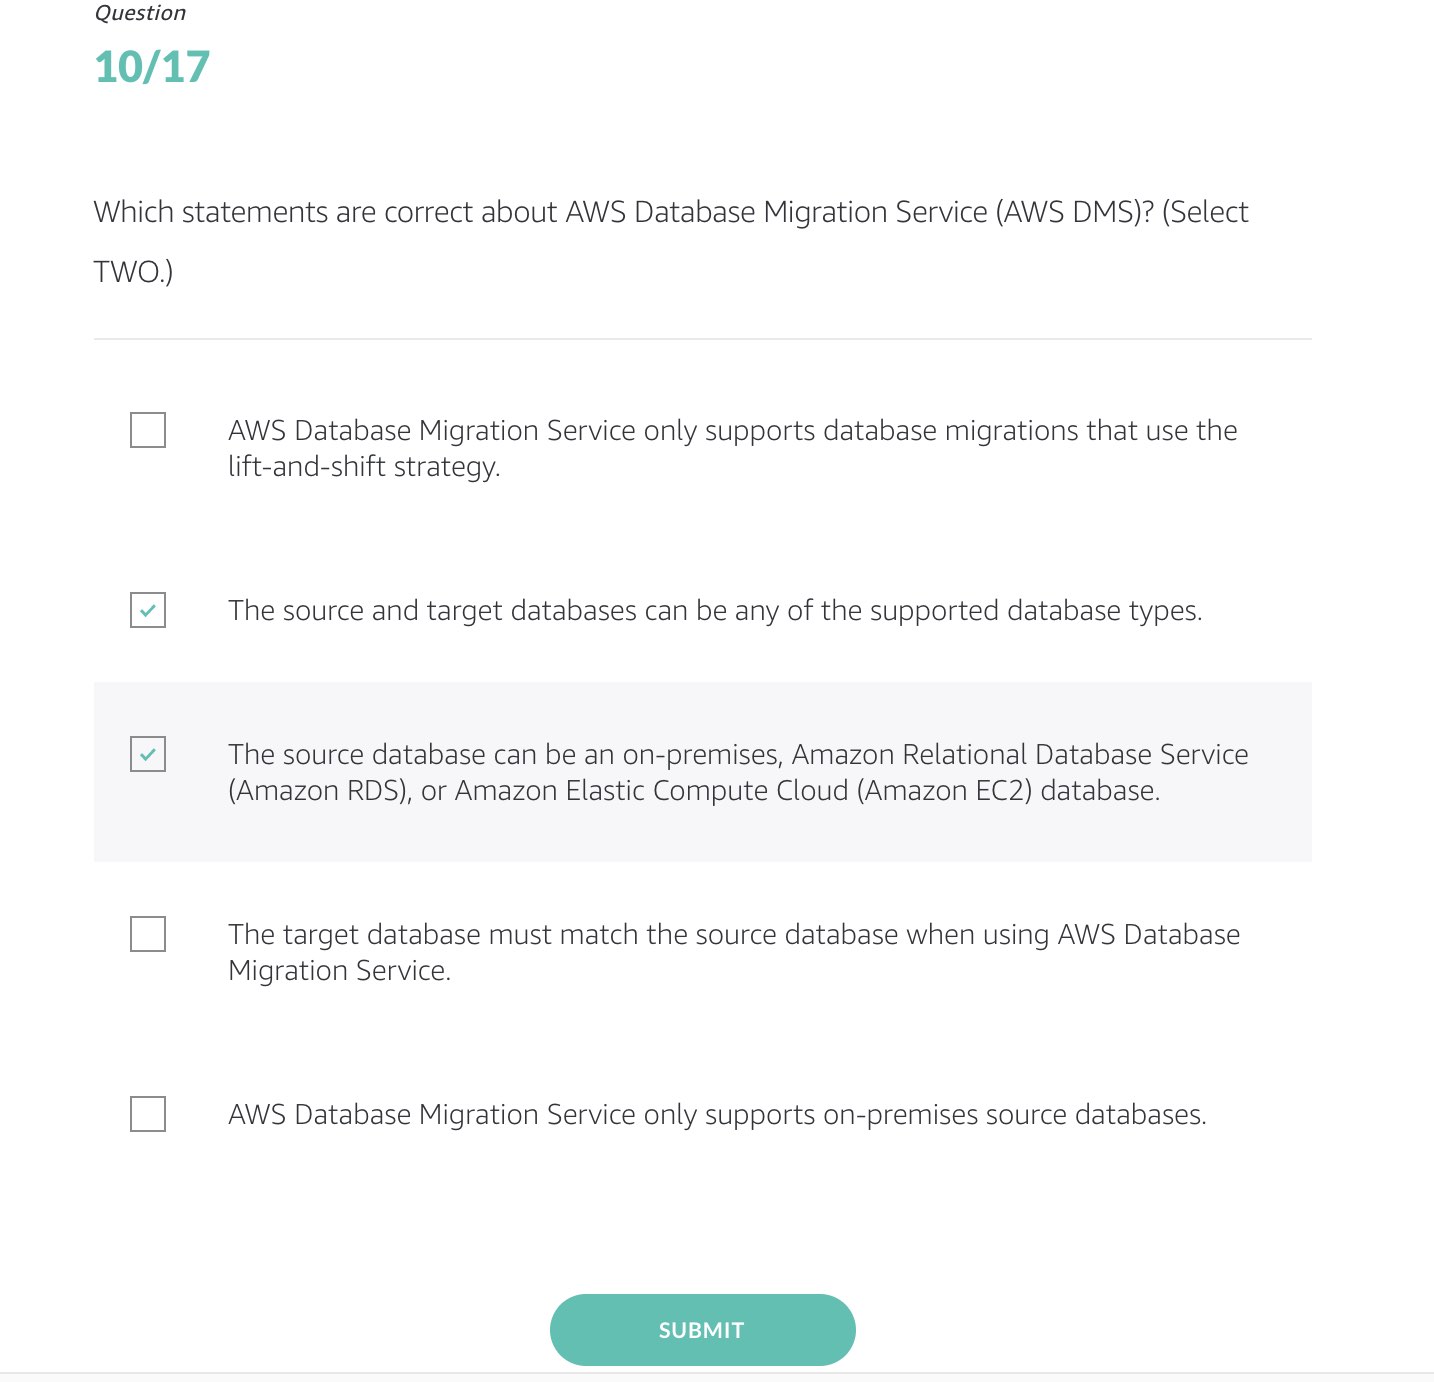 Question
10/17
Which statements are correct about AWS Database Migration Service (AWS DMS)? (Select
TWO.)
AWS Database Migration Service only supports database migrations that use the
lift-and-shift strategy.
The source and target databases can be any of the supported database types.
The source database can be an on-premises, Amazon Relational Database Service
(Amazon RDS), or Amazon Elastic Compute Cloud (Amazon EC2) database.
The target database must match the source database when using AWS Database
Migration Service.
AWS Database Migration Service only supports on-premises source databases.
SUBMIT